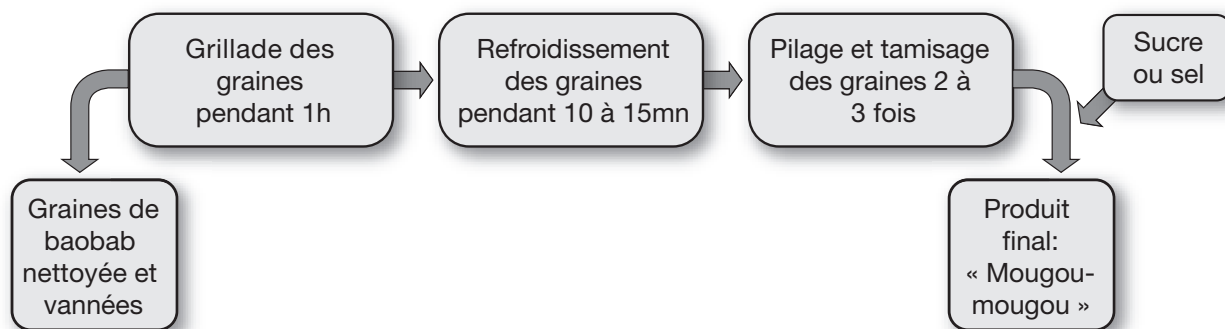 Grillade des
graines
pendant 1h
Refroidissement
des graines
pendant 10 à 15mn
Pilage et tamisage
des graines 2 à
3 fois
Sucre
ou sel
Graines de
baobab
nettoyée et
vannées
Produit
final:
« Mougou-
mougou »